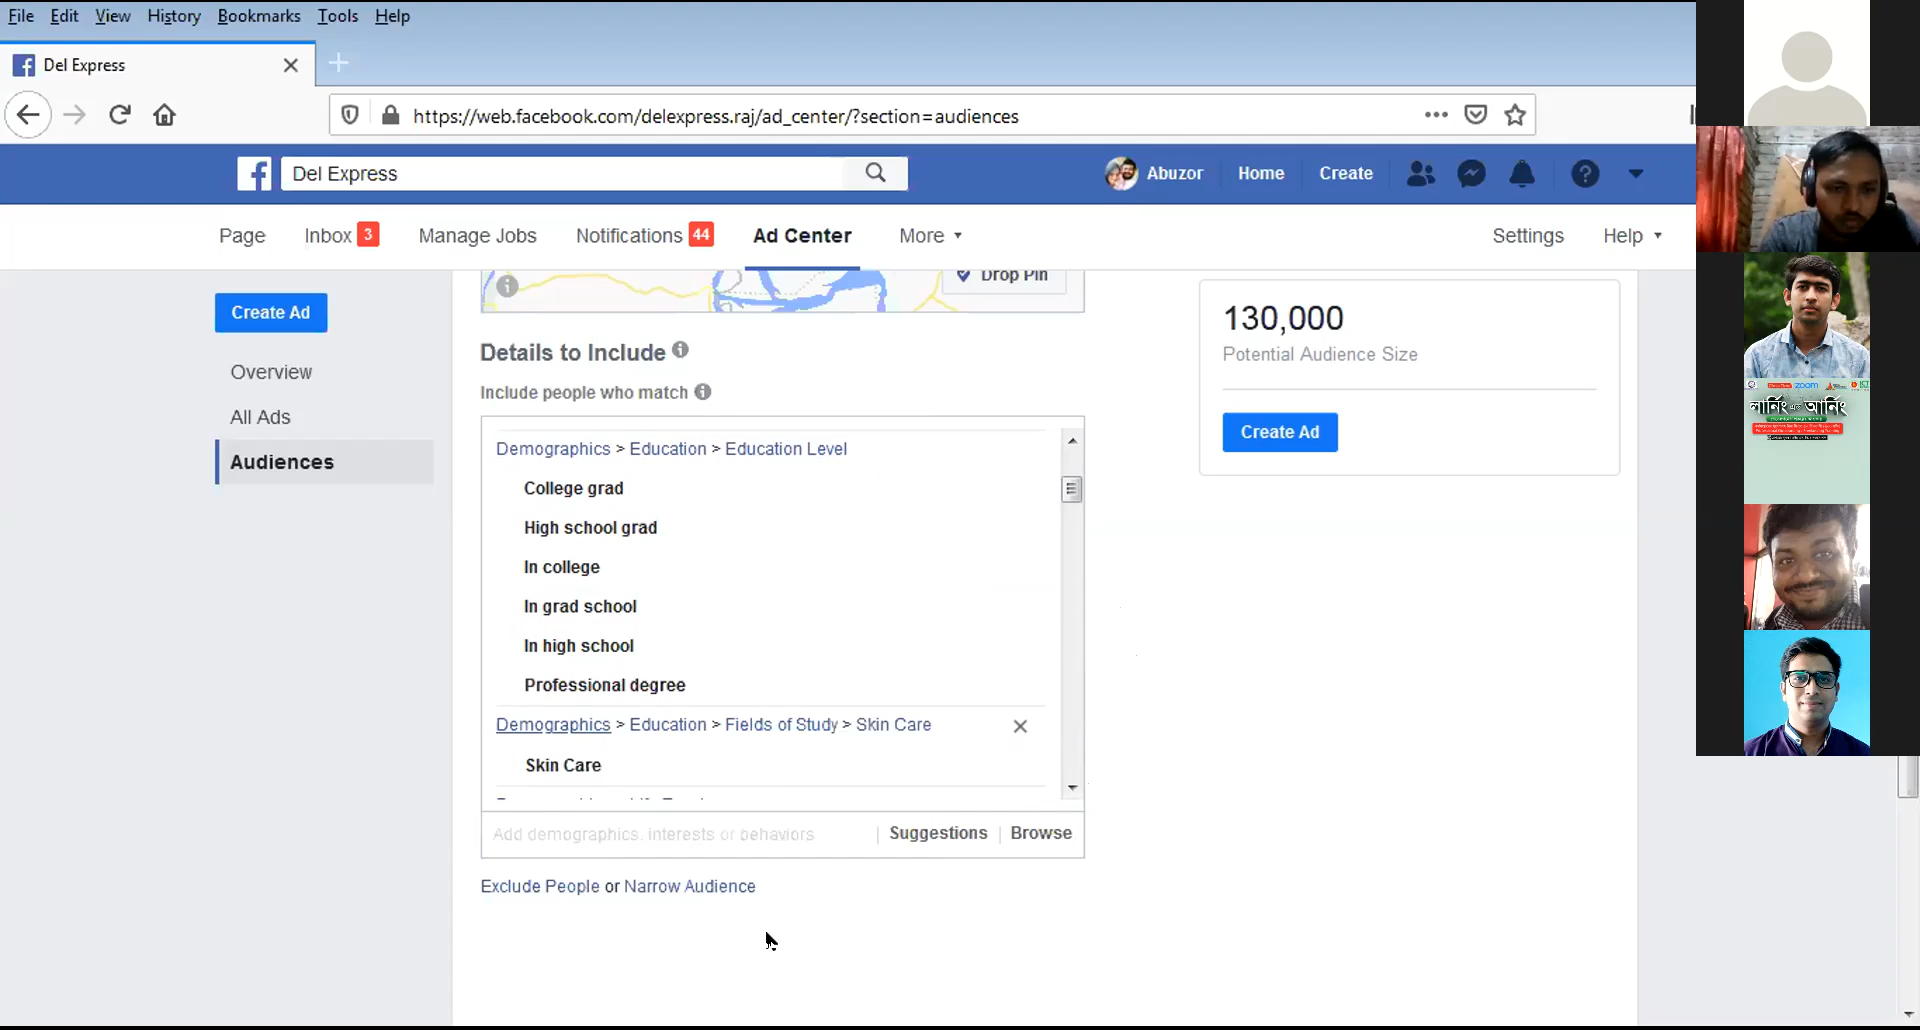 File Edit View History Bookmarks Tools Help
Del Express
https://web.facebook.com/delexpress.raj/ad_center/?section=audiences
Del Express
Abuzor Home Create
Page Inbox 3 Manage Jobs Notifications 44 Ad Center More Settings Help
Create Ad
Overview
All Ads
Audiences
Drop Pin
Details to Include
Include people who match
Demographics > Education > Education Level
College grad
High school grad
In college
In grad school
In high school
Professional degree
Demographics > Education > Fields of Study > Skin Care
Skin Care
Add demographics, interests or behaviors | Suggestions | Browse
Exclude People or Narrow Audience
130,000
Potential Audience Size
Create Ad
zoom
লার্নিং এন্ড আর্নিং